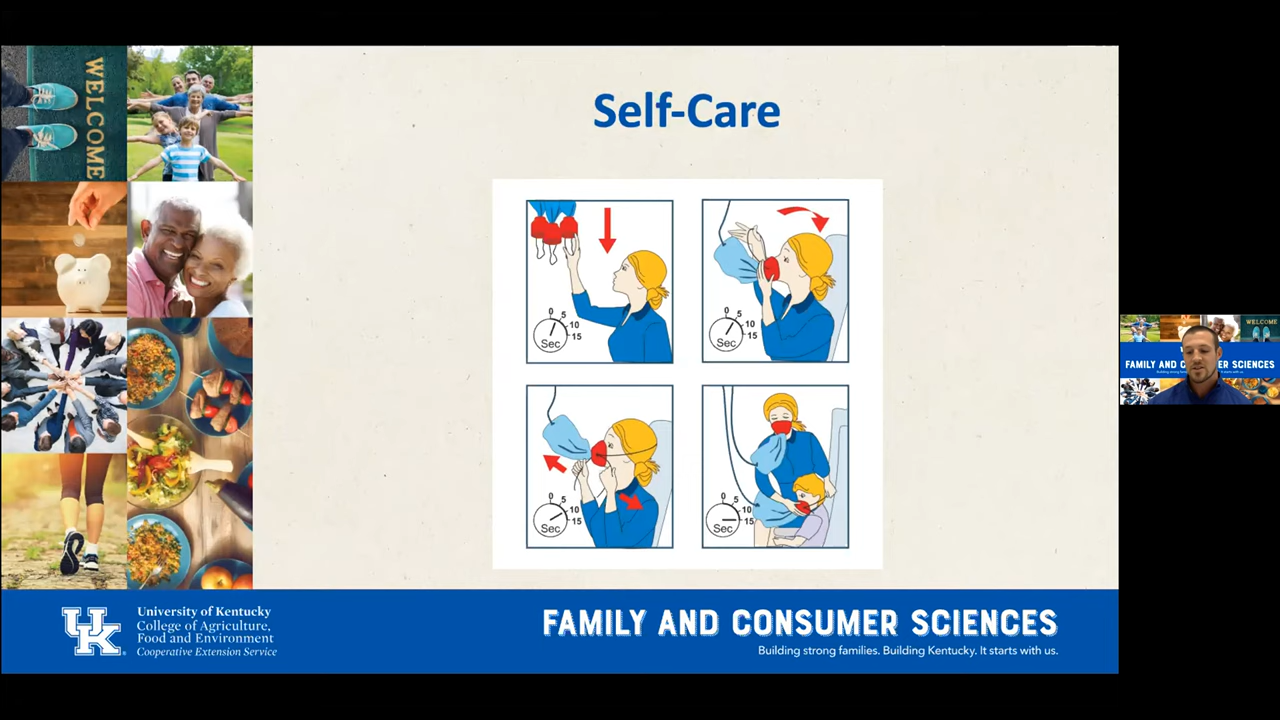 WELCOME
Self-Care
0
5
10
15
Sec
0
5
10
15
Sec
0
5
10
15
Sec
0
5
10
15
Sec
UK
University of Kentucky
College of Agriculture,
Food and Environment
Cooperative Extension Service
FAMILY AND CONSUMER SCIENCES
Building strong families. Building Kentucky. It starts with us.
WELCOME
FAMILY AND CONSUMER SCIENCES